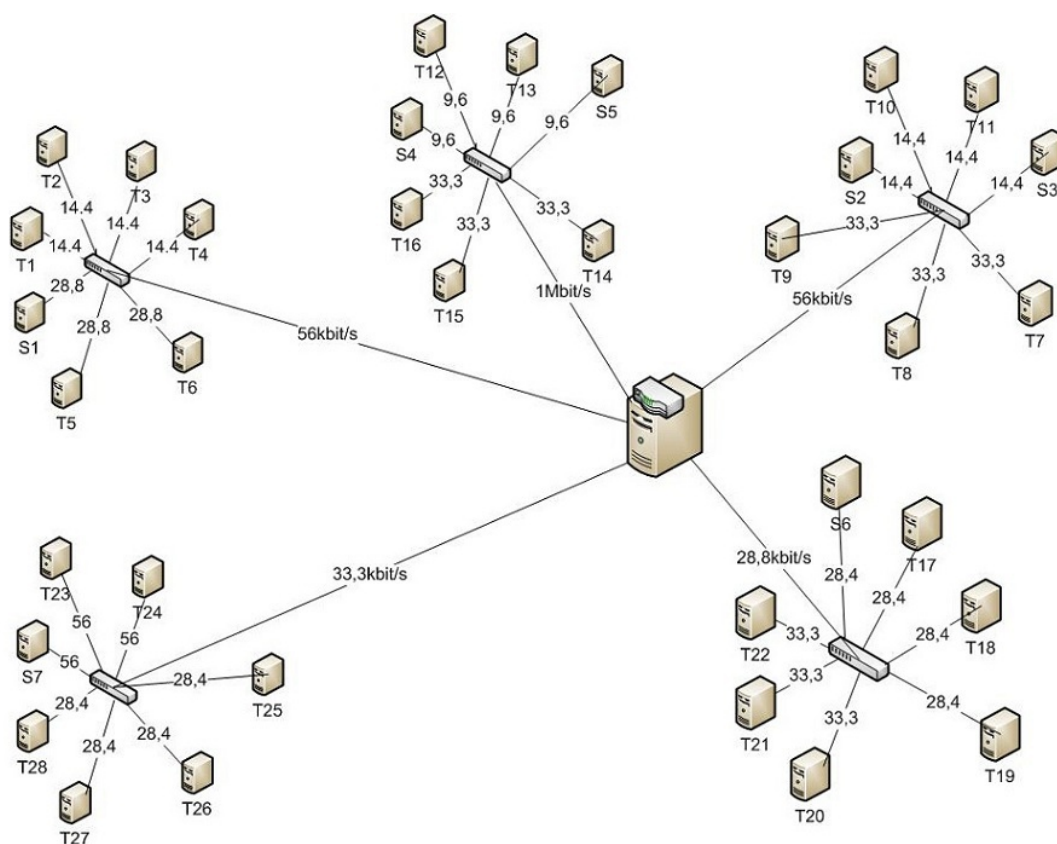 T12
T13
S5
9,6
9,6
9,6
S4
9,6
T16
33,3
33,3
33,3
T14
T15
1Mbit/s
T10
T11
14,4
14,4
S2
14,4
14,4
S3
T9
33,3
33,3
33,3
T7
T8
56kbit/s
T2
T3
14.4
14.4
T1
14.4
14.4
T4
S1
28,8
28,8
28,8
T5
T6
56kbit/s
33,3kbit/s
28,8kbit/s
T23
T24
56
56
S7
56
28,4
T25
T28
28,4
28,4
28,4
T27
T26
S6
T17
28,4
28,4
T22
33,3
28,4
T18
T21
33,3
33,3
28,4
T19
T20